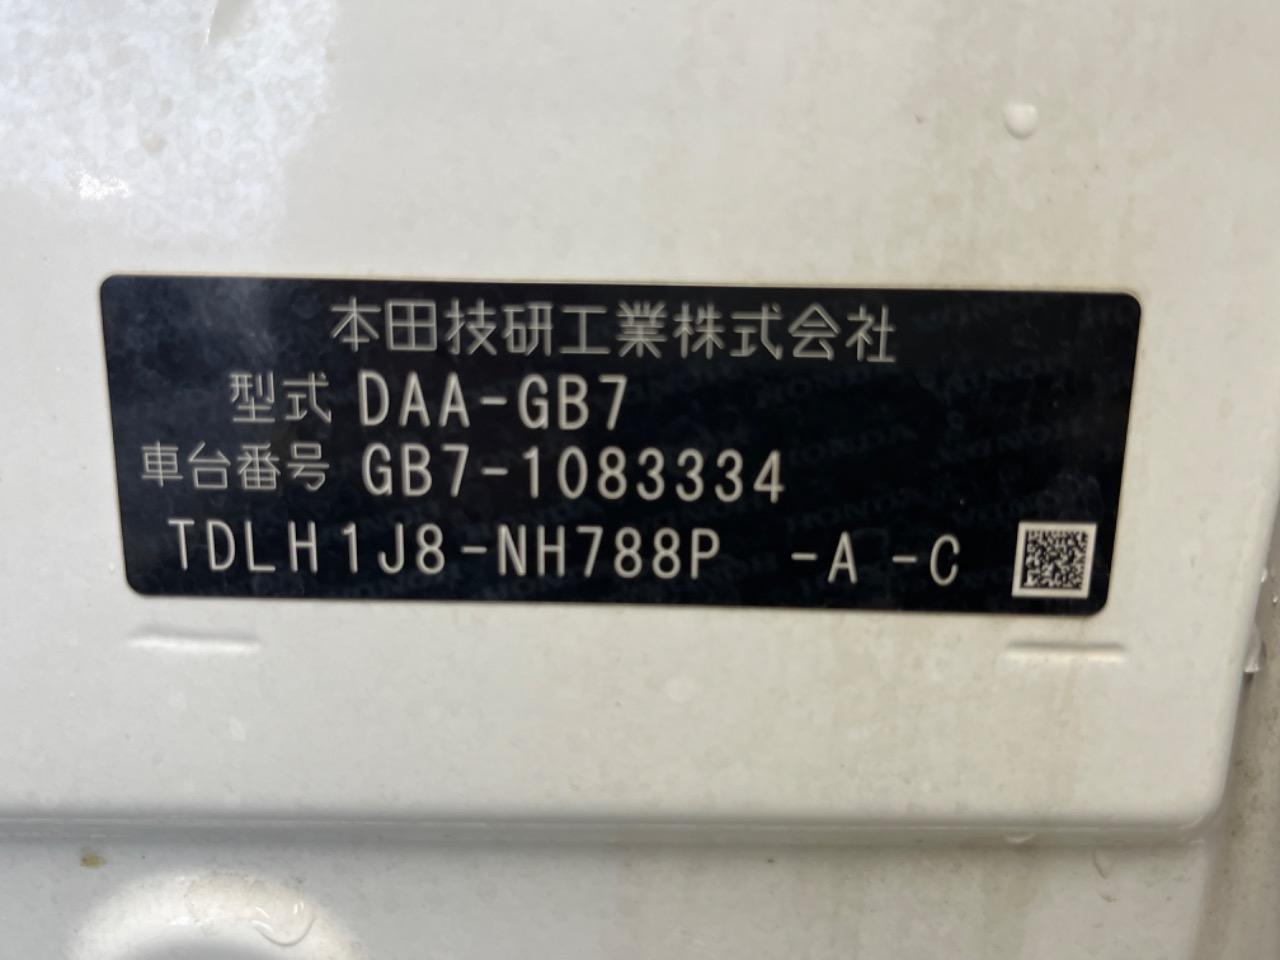 本田技研工業株式会社
型式 DAA-GB7
車台番号 GB7-1083334
TDLH1J8-NH788P -A -C